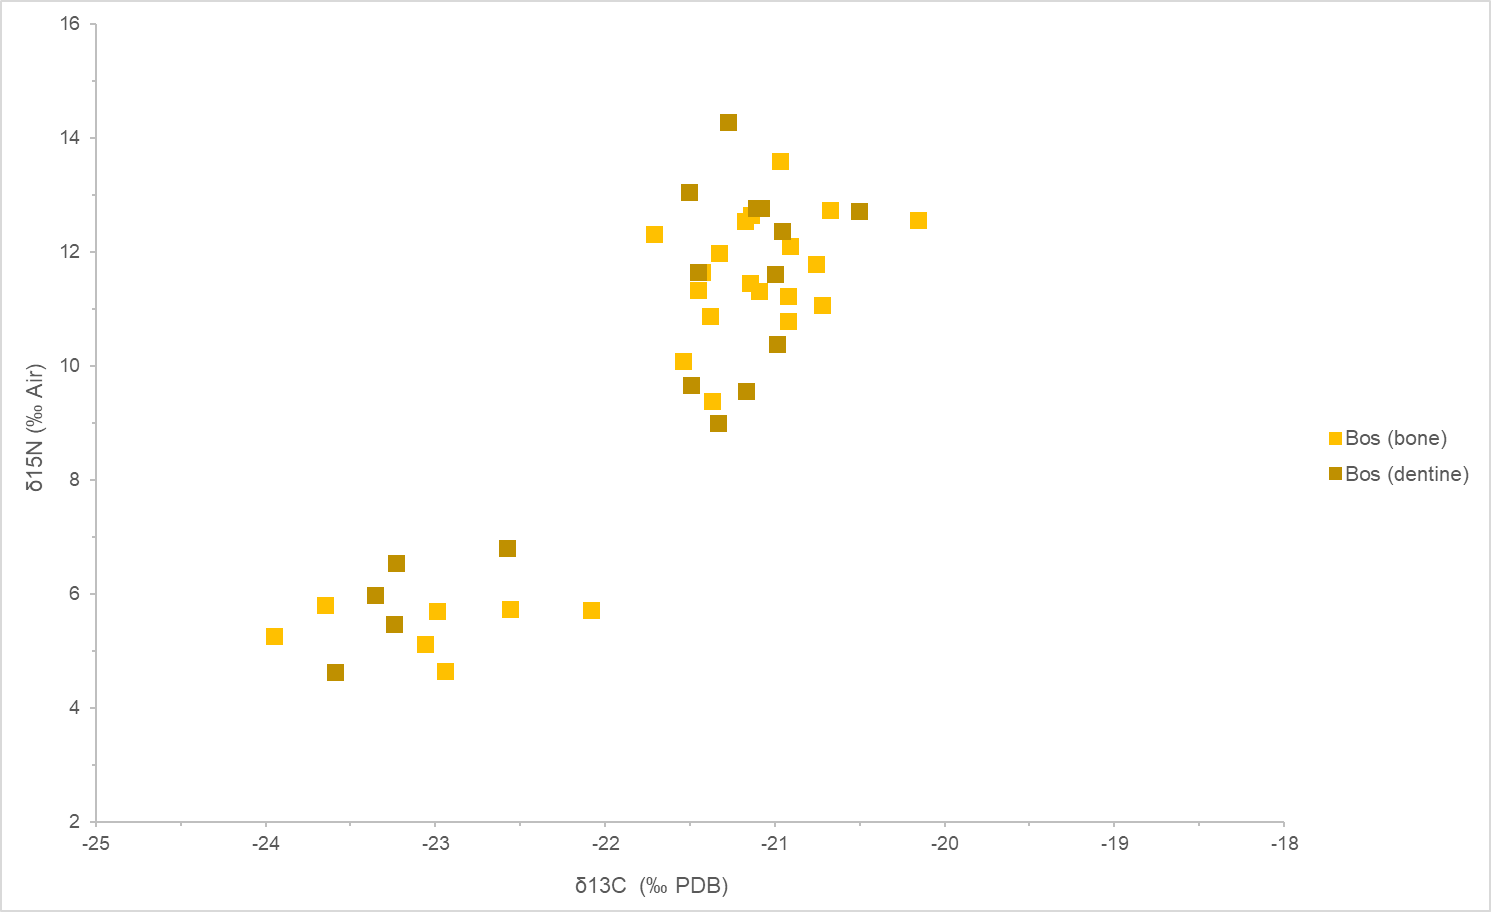 16
14
12
10
8
6
4
2
δ15N (‰ Air)
-25 -24 -23 -22 -21 -20 -19 -18
δ13C (‰ PDB)
Bos (bone)
Bos (dentine)